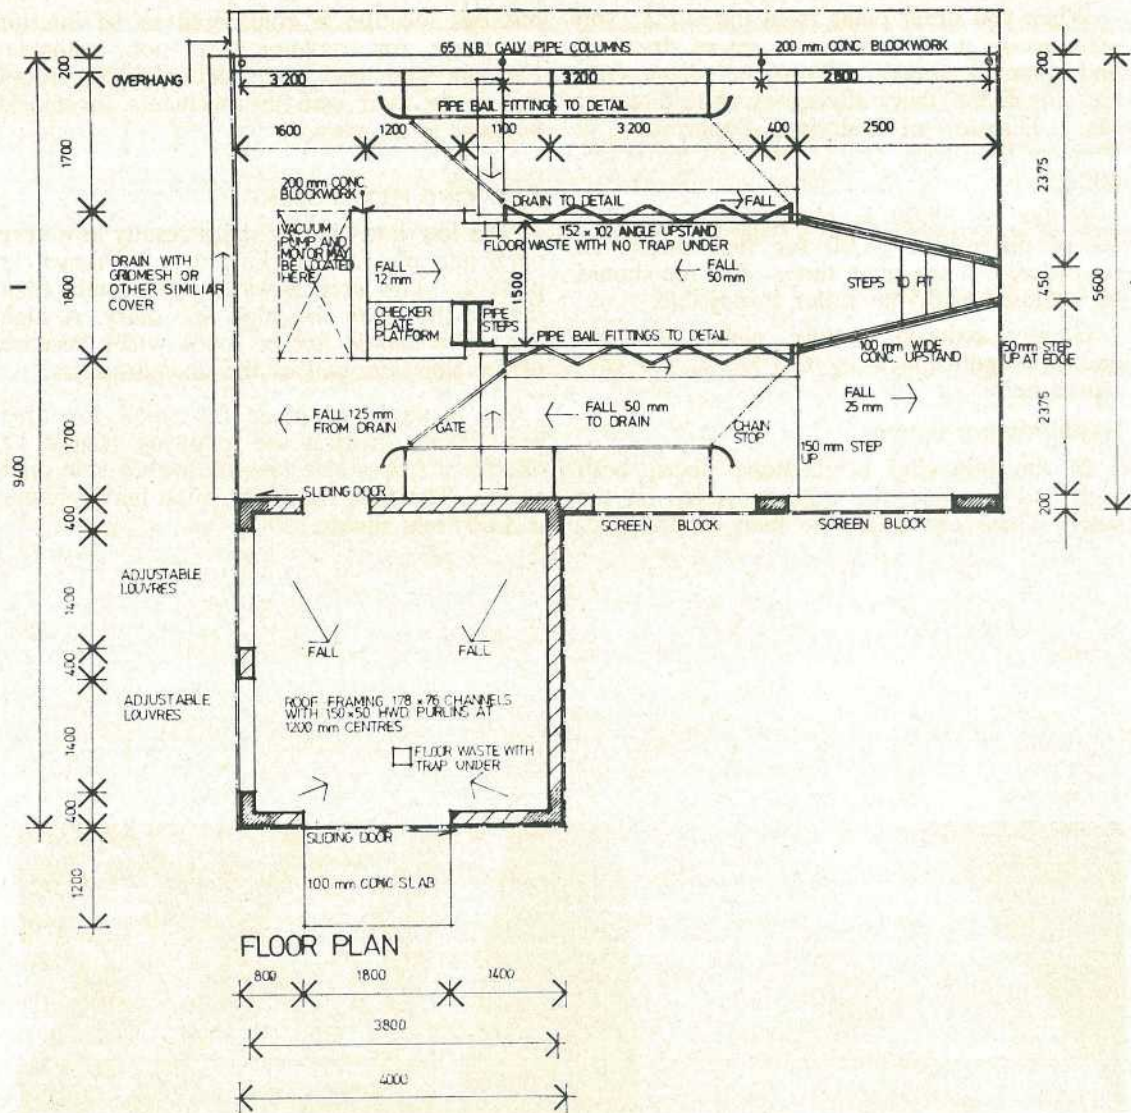 65 N.B. GALV PIPE COLUMNS
200 mm CONC. BLOCKWORK
OVERHANG
3200
3200
2800
PIPE BAIL FITTINGS TO DETAIL
1600
1200
1100
3200
400
2500
200
1700
1800
1700
400
1400
400
1400
400
1200
9400
200
2375
450
2375
200
5600
200 mm CONC
BLOCKWORK
DRAIN TO DETAIL
FALL
152 x 102 ANGLE UPSTAND
FLOOR WASTE WITH NO TRAP UNDER
VACUUM
PMMP AND
MOVOR MAY
BE LOCATED
HERE
DRAIN WITH
GRIDMESH OR
OTHER SIMILIAR
COVER
FALL
12 mm
1500
FALL
50 mm
STEPS TO PIT
CHECKER
PLATE
PLATFORM
PIPE
STEPS
PIPE BAIL FITTINGS TO DETAIL
100 mm WIDE
CONC. UPSTAND
50 mm STEP
UP AT EDGE
FALL 125 mm
FROM DRAIN
GATE
FALL 50 mm
TO DRAIN
CHAIN
STOP
FALL
25 mm
150 mm STEP
UP
SLIDING DOOR
SCREEN BLOCK
SCREEN BLOCK
ADJUSTABLE
LOUVRES
FALL
FALL
ADJUSTABLE
LOUVRES
ROOF FRAMING 178 x 76 CHANNELS
WITH 150 x 50 HWD PURLINS AT
1200 mm CENTRES
FLOOR WASTE WITH
TRAP UNDER
SLIDING DOOR
100 mm CONC SLAB
FLOOR PLAN
800
1800
1400
3800
4000